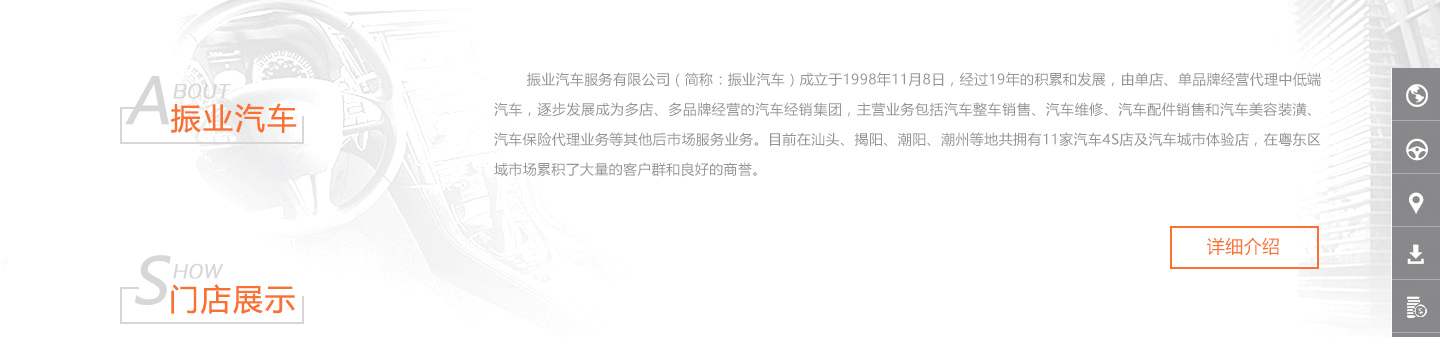 ABOUT
振业汽车
振业汽车服务有限公司（简称：振业汽车）成立于1998年11月8日，经过19年的积累和发展，由单店、单品牌经营代理中低端
汽车，逐步发展成为多店、多品牌经营的汽车经销集团，主营业务包括汽车整车销售、汽车维修、汽车配件销售和汽车美容装潢、
汽车保险代理业务等其他后市场服务业务。目前在汕头、揭阳、潮阳、潮州等地共拥有11家汽车4S店及汽车城市体验店，在粤东区
域市场累积了大量的客户群和良好的商誉。
详细介绍
SHOW
门店展示